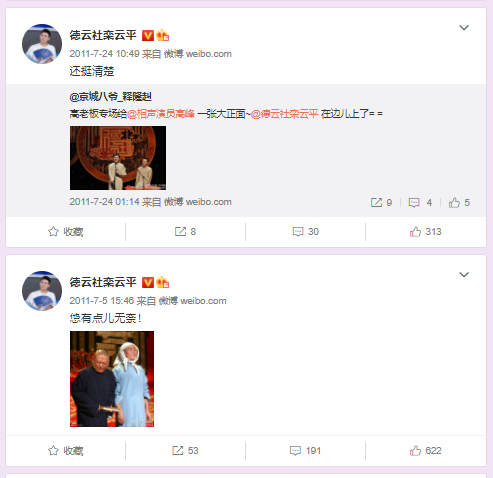 德云社栾云平
2011-7-24 10:49 来自 微博 weibo.com
还挺清楚
@京城八爷_释隆赳
高老板专场给@相声演员高峰 一张大正面~@德云社栾云平 在边儿上了= =
2011-7-24 01:14 来自 微博 weibo.com
9 4 5
收藏 8 30 313
德云社栾云平
2011-7-5 15:46 来自 微博 weibo.com
您有点儿无奈！
收藏 53 191 622